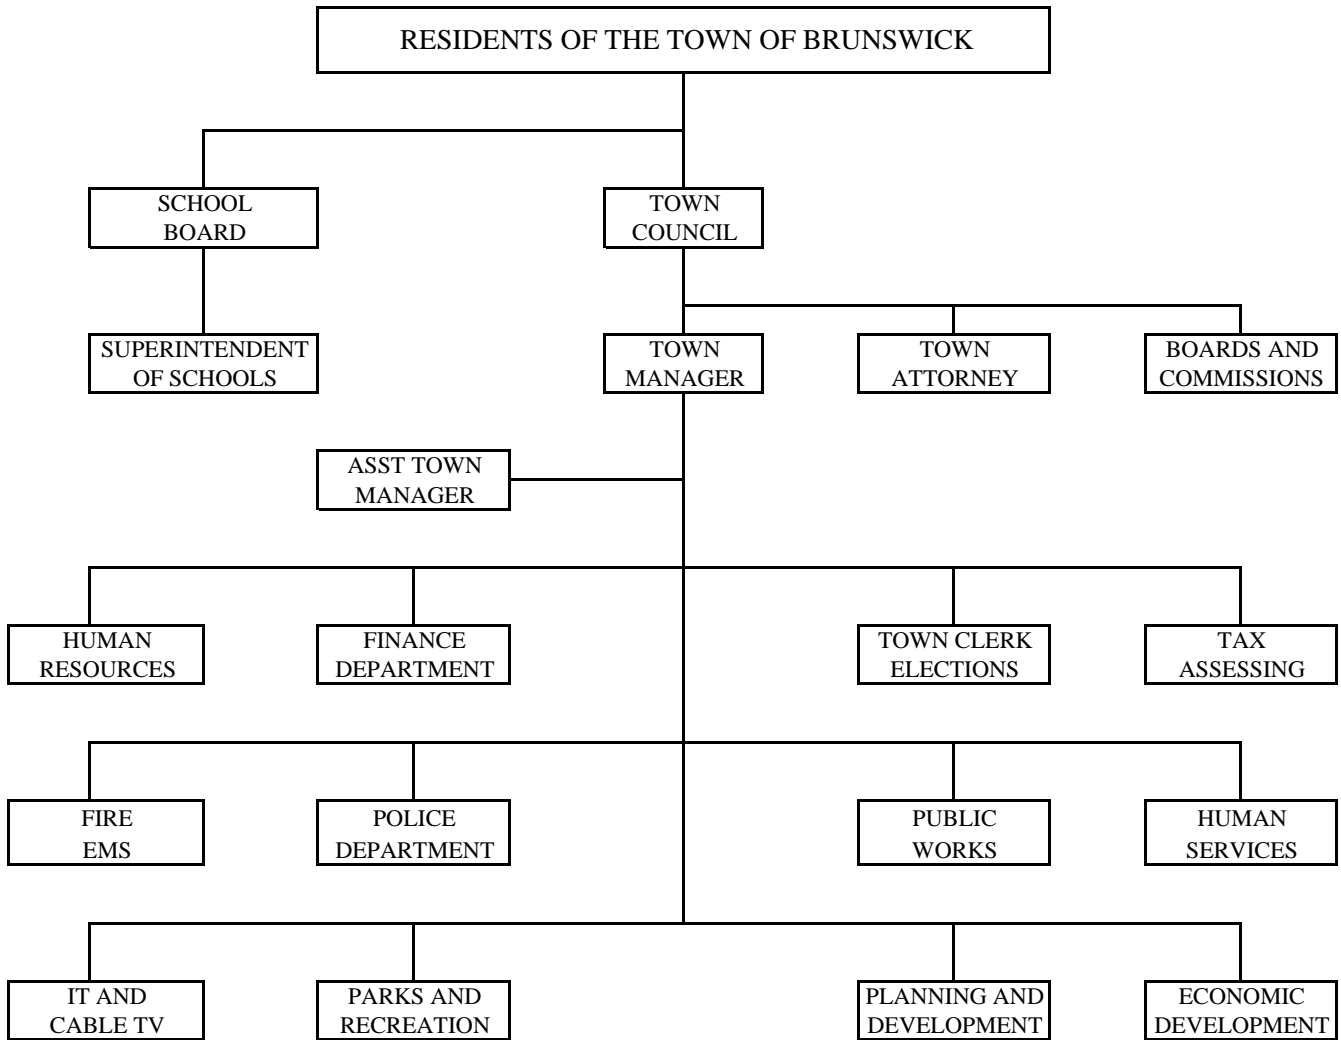 RESIDENTS OF THE TOWN OF BRUNSWICK
SCHOOL
BOARD
TOWN
COUNCIL
SUPERINTENDENT
OF SCHOOLS
TOWN
MANAGER
TOWN
ATTORNEY
BOARDS AND
COMMISSIONS
ASST TOWN
MANAGER
HUMAN
RESOURCES
FINANCE
DEPARTMENT
TOWN CLERK
ELECTIONS
TAX
ASSESSING
FIRE
EMS
POLICE
DEPARTMENT
PUBLIC
WORKS
HUMAN
SERVICES
IT AND
CABLE TV
PARKS AND
RECREATION
PLANNING AND
DEVELOPMENT
ECONOMIC
DEVELOPMENT